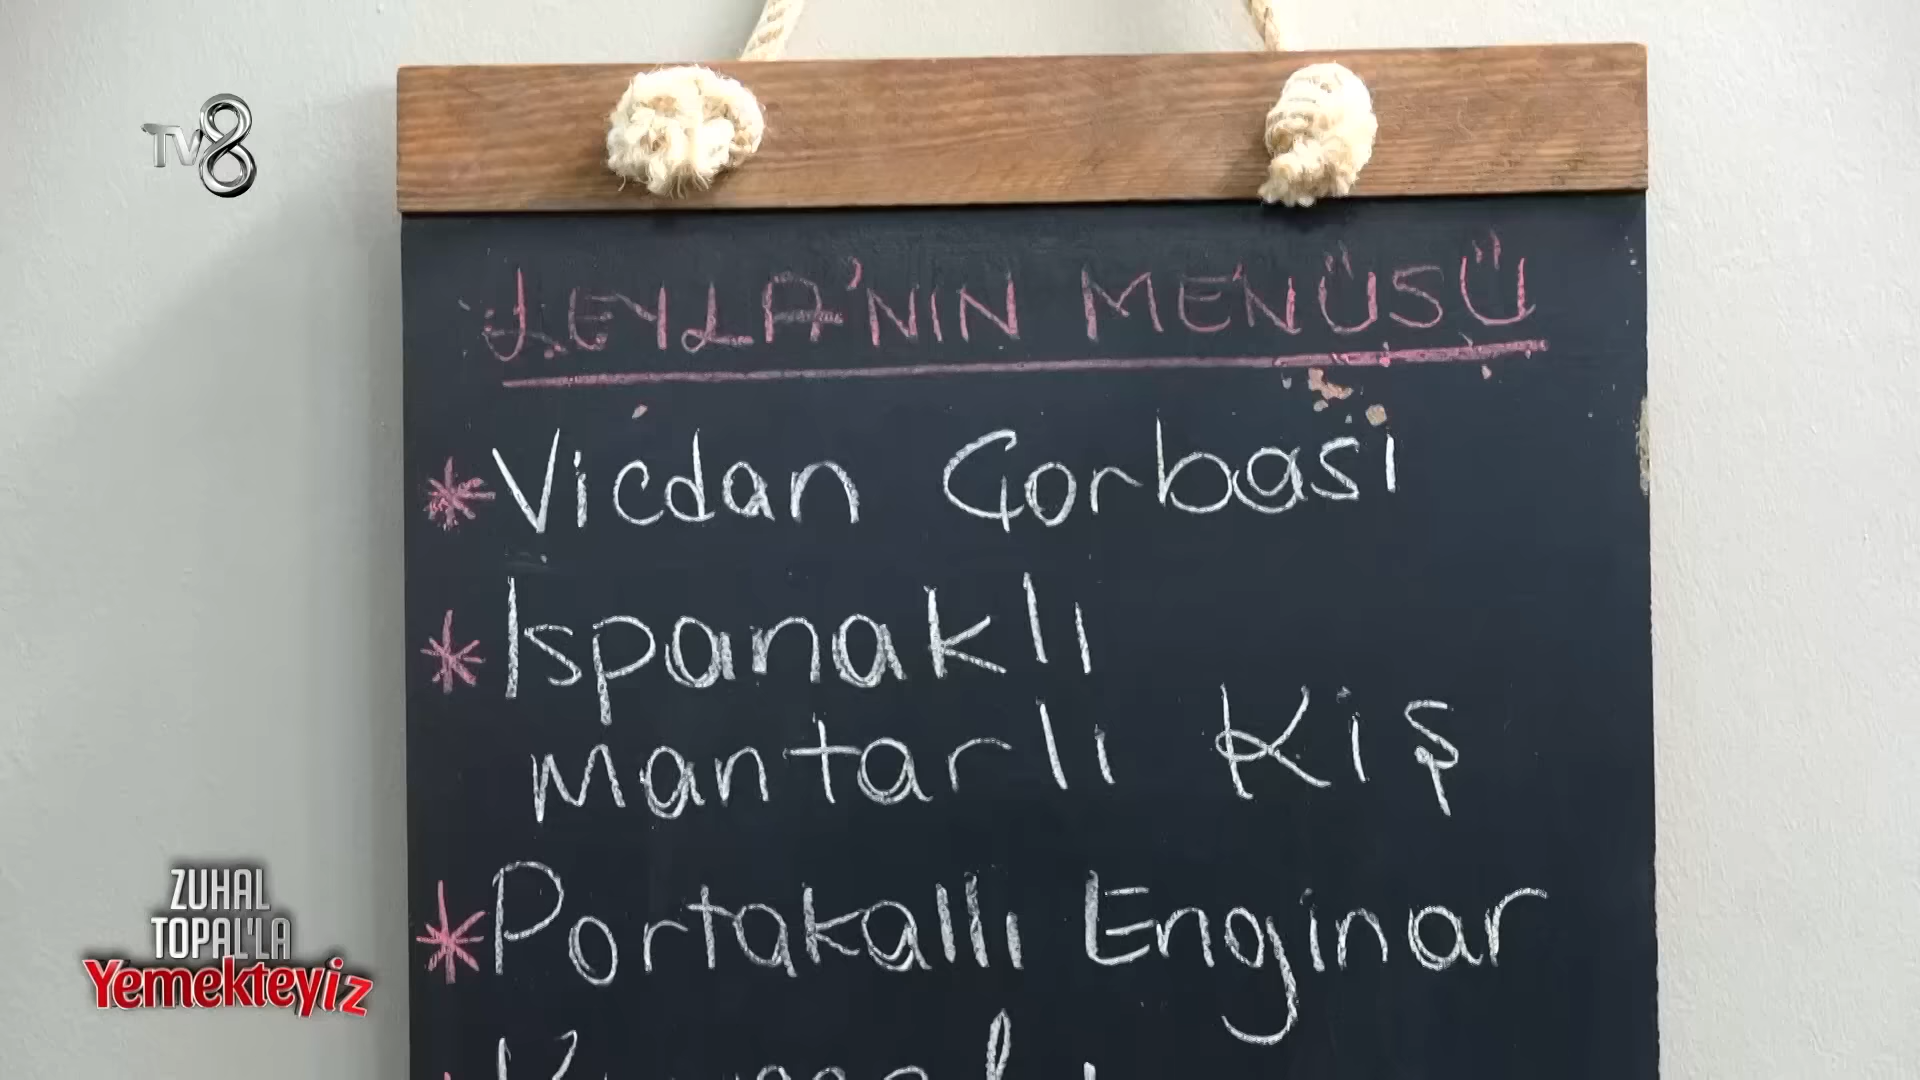 TV8
LEYLA'NIN MENÜSÜ
* Vicdan Çorbası
* Ispanaklı
Mantarlı Kiş
* Portakallı Enginar
ZUHAL
TOPAL'LA
Yemekteyiz